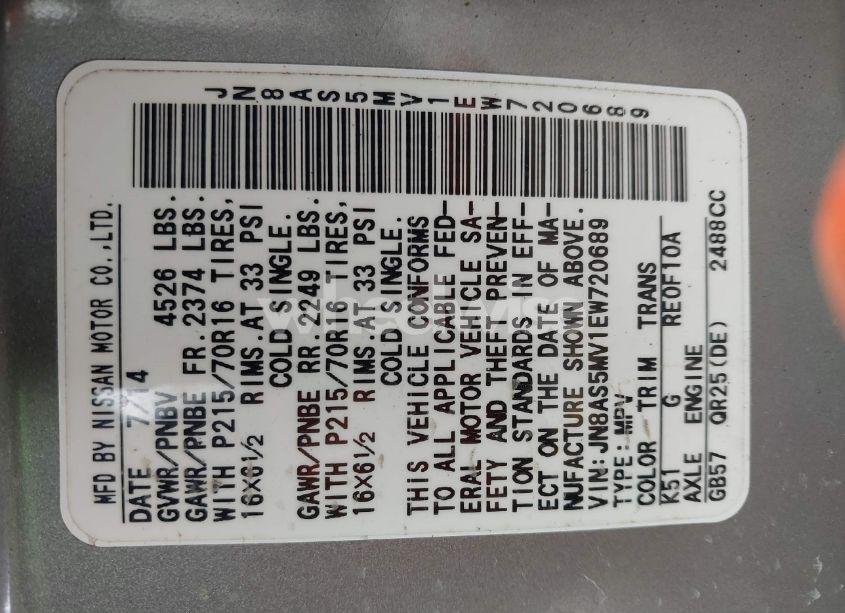 JN8AS5MV1EW720689
MFD BY NISSAN MOTOR CO.,LTD.
DATE 7/14
GVWR/PNBV 4526 LBS.
GAWR/PNBE FR. 2374 LBS.
WITH P215/70R16 TIRES,
16X6½ RIMS.AT 33 PSI
COLD SINGLE.
GAWR/PNBE RR. 2249 LBS.
WITH P215/70R16 TIRES,
16X6½ RIMS.AT 33 PSI
COLD SINGLE.
THiS VEHICLE CONFORMS
TO ALL APPLICABLE FED-
ERAL MOTOR VEHICLE SA-
FETY AND THEFT PREVEN-
TION STANDARDS IN EFF-
ECT ON THE DATE OF MA-
NUFACTURE SHOWN ABOVE.
VIN:JN8AS5MV1EW720689
TYPE: MPV
COLOR TRIM TRANS
K51 G RE0F10A
AXLE ENGINE
GB57 QR25(DE) 2488CC